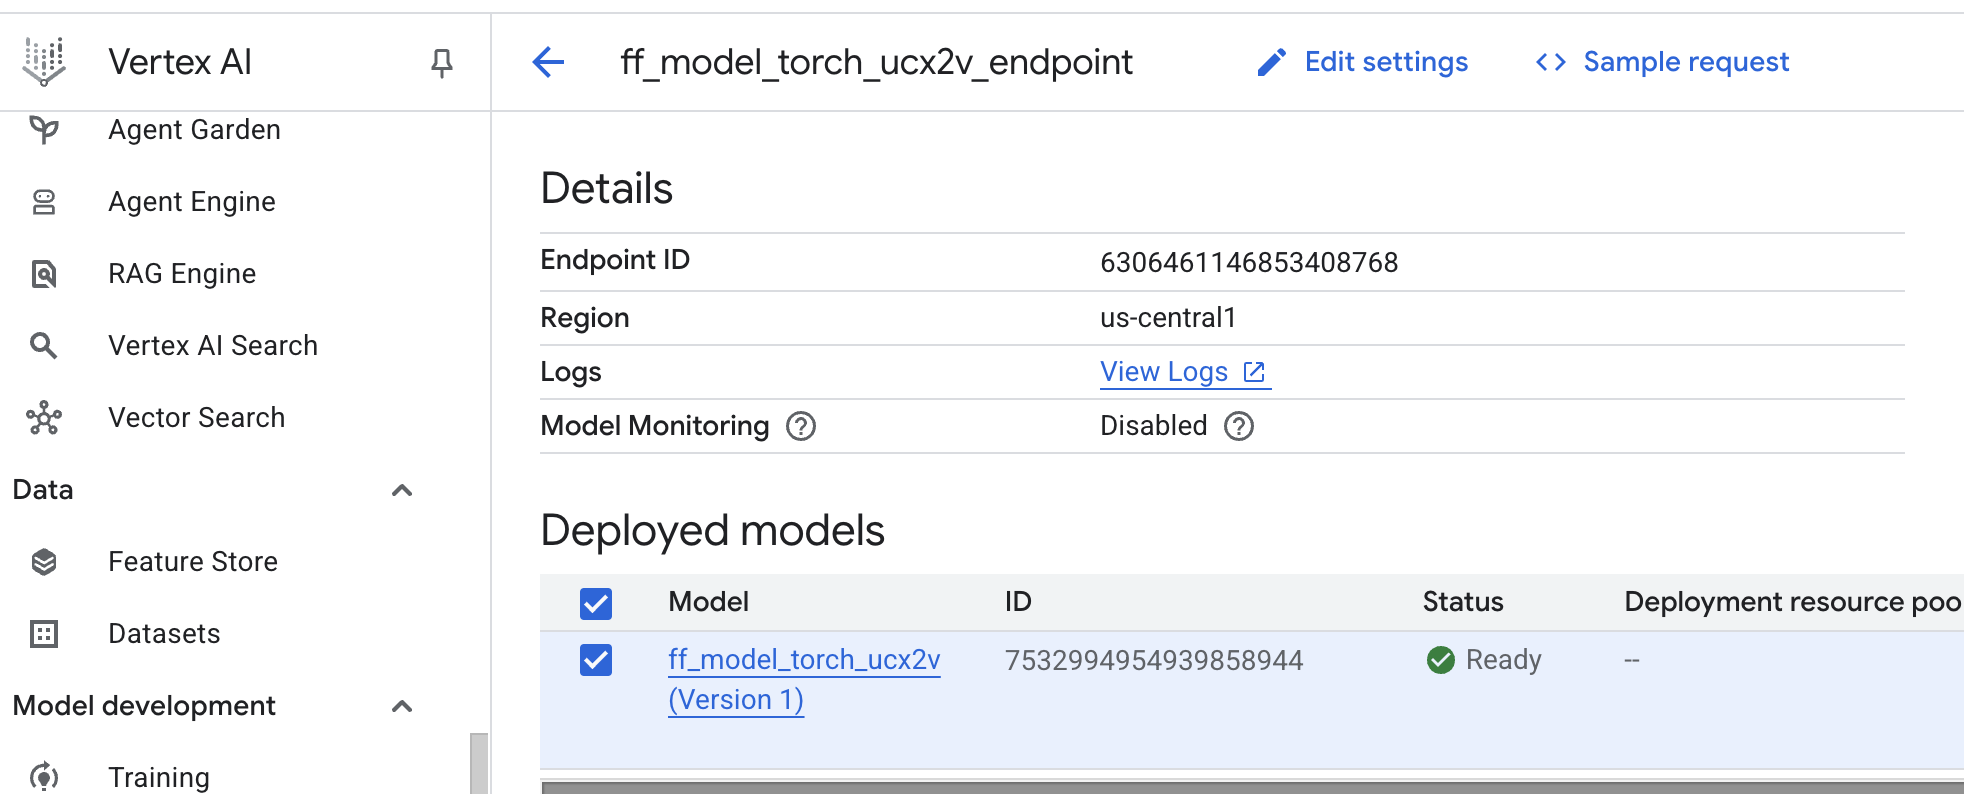 Vertex AI
ff_model_torch_ucx2v_endpoint
Edit settings
Sample request
Agent Garden
Agent Engine
RAG Engine
Vertex AI Search
Vector Search
Data
Feature Store
Datasets
Model development
Training
Details
Endpoint ID 6306461146853408768
Region us-central1
Logs View Logs
Model Monitoring Disabled
Deployed models
Model ID Status Deployment resource poo
ff_model_torch_ucx2v 7532994954939858944 Ready --
(Version 1)